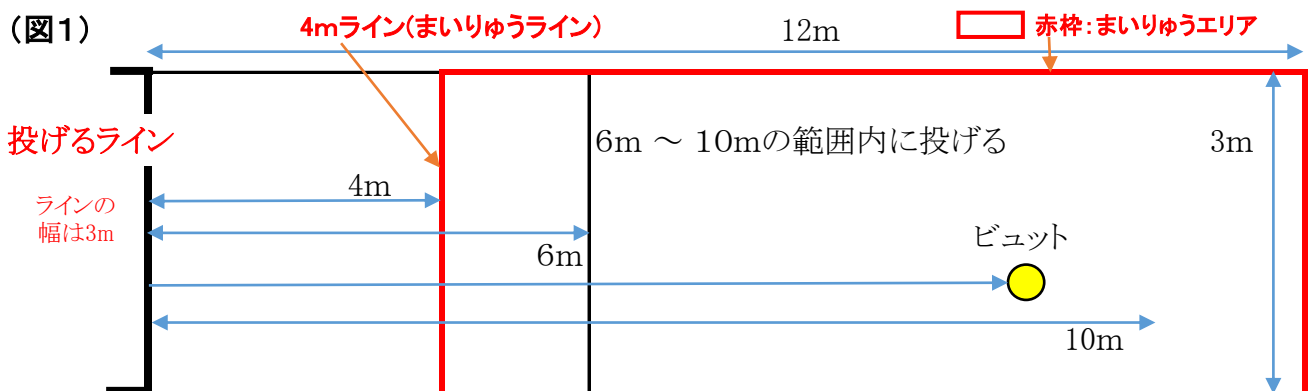 (図1)
4mライン(まいりゅうライン)
12m
赤枠:まいりゅうエリア
投げるライン
6m ~ 10mの範囲内に投げる
3m
4m
ラインの
幅は3m
ビュット
6m
10m